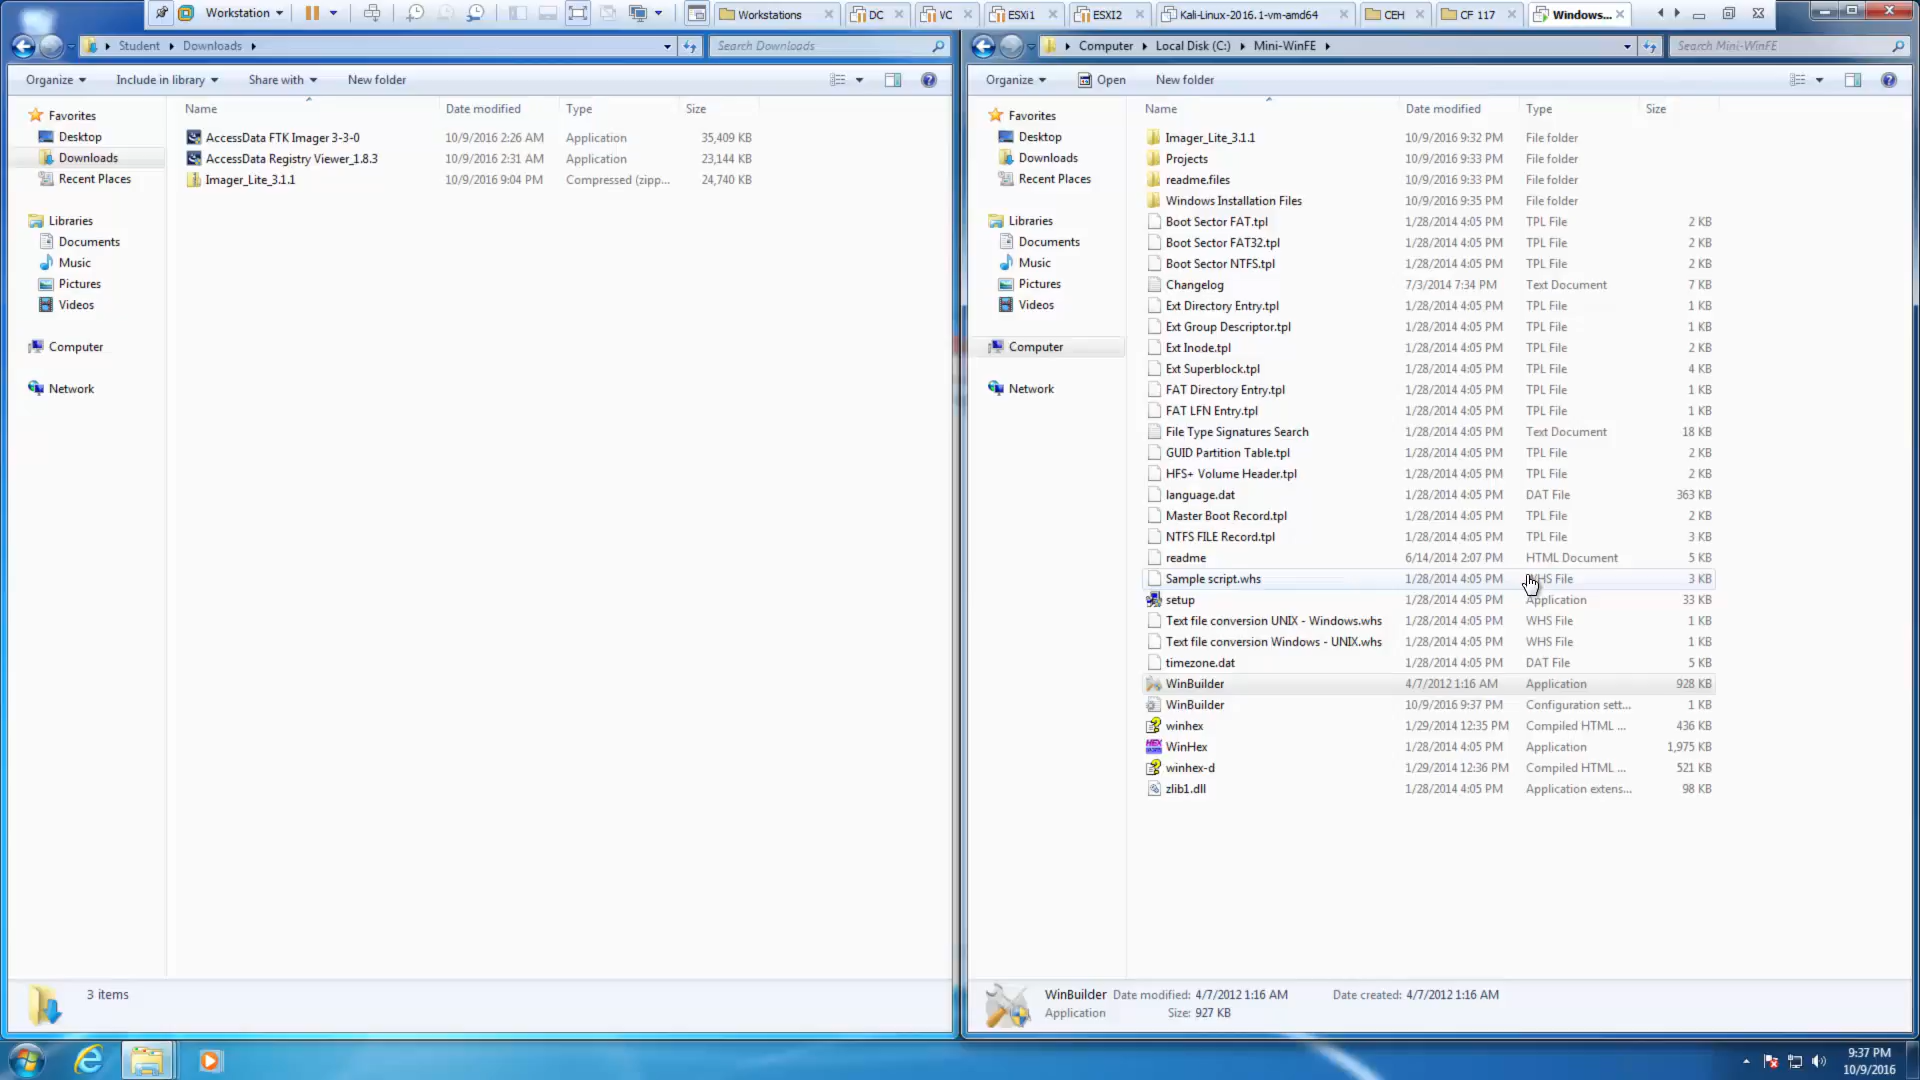 Workstation
Workstations
DC
VC
ESXi1
ESXI2
Kali-Linux-2016.1-vm-amd64
CEH
CF 117
Windows...
Student
Downloads
Search Downloads
Organize
Include in library
Share with
New folder
Name
Date modified
Type
Size
Favorites
Desktop
Downloads
Recent Places
Libraries
Documents
Music
Pictures
Videos
Computer
Network
AccessData FTK Imager 3-3-0 10/9/2016 2:26 AM Application 35,409 KB
AccessData Registry Viewer_1.8.3 10/9/2016 2:31 AM Application 23,144 KB
Imager_Lite_3.1.1 10/9/2016 9:04 PM Compressed (zipp... 24,740 KB
3 items
Computer
Local Disk (C:)
Mini-WinFE
Search Mini-WinFE
Organize
Open
New folder
Name
Date modified
Type
Size
Favorites
Desktop
Downloads
Recent Places
Libraries
Documents
Music
Pictures
Videos
Computer
Network
Imager_Lite_3.1.1 10/9/2016 9:32 PM File folder
Projects 10/9/2016 9:33 PM File folder
readme.files 10/9/2016 9:33 PM File folder
Windows Installation Files 10/9/2016 9:35 PM File folder
Boot Sector FAT.tpl 1/28/2014 4:05 PM TPL File 2 KB
Boot Sector FAT32.tpl 1/28/2014 4:05 PM TPL File 2 KB
Boot Sector NTFS.tpl 1/28/2014 4:05 PM TPL File 2 KB
Changelog 7/3/2014 7:34 PM Text Document 7 KB
Ext Directory Entry.tpl 1/28/2014 4:05 PM TPL File 1 KB
Ext Group Descriptor.tpl 1/28/2014 4:05 PM TPL File 1 KB
Ext Inode.tpl 1/28/2014 4:05 PM TPL File 2 KB
Ext Superblock.tpl 1/28/2014 4:05 PM TPL File 4 KB
FAT Directory Entry.tpl 1/28/2014 4:05 PM TPL File 1 KB
FAT LFN Entry.tpl 1/28/2014 4:05 PM TPL File 1 KB
File Type Signatures Search 1/28/2014 4:05 PM Text Document 18 KB
GUID Partition Table.tpl 1/28/2014 4:05 PM TPL File 2 KB
HFS+ Volume Header.tpl 1/28/2014 4:05 PM TPL File 2 KB
language.dat 1/28/2014 4:05 PM DAT File 363 KB
Master Boot Record.tpl 1/28/2014 4:05 PM TPL File 2 KB
NTFS FILE Record.tpl 1/28/2014 4:05 PM TPL File 3 KB
readme 6/14/2014 2:07 PM HTML Document 5 KB
Sample script.whs 1/28/2014 4:05 PM WHS File 3 KB
setup 1/28/2014 4:05 PM Application 33 KB
Text file conversion UNIX - Windows.whs 1/28/2014 4:05 PM WHS File 1 KB
Text file conversion Windows - UNIX.whs 1/28/2014 4:05 PM WHS File 1 KB
timezone.dat 1/28/2014 4:05 PM DAT File 5 KB
WinBuilder 4/7/2012 1:16 AM Application 928 KB
WinBuilder 10/9/2016 9:37 PM Configuration sett... 1 KB
winhex 1/29/2014 12:35 PM Compiled HTML ... 436 KB
WinHex 1/28/2014 4:05 PM Application 1,975 KB
winhex-d 1/29/2014 12:36 PM Compiled HTML ... 521 KB
zlib1.dll 1/28/2014 4:05 PM Application extens... 98 KB
WinBuilder Date modified: 4/7/2012 1:16 AM Date created: 4/7/2012 1:16 AM
Application Size: 927 KB
9:37 PM
10/9/2016